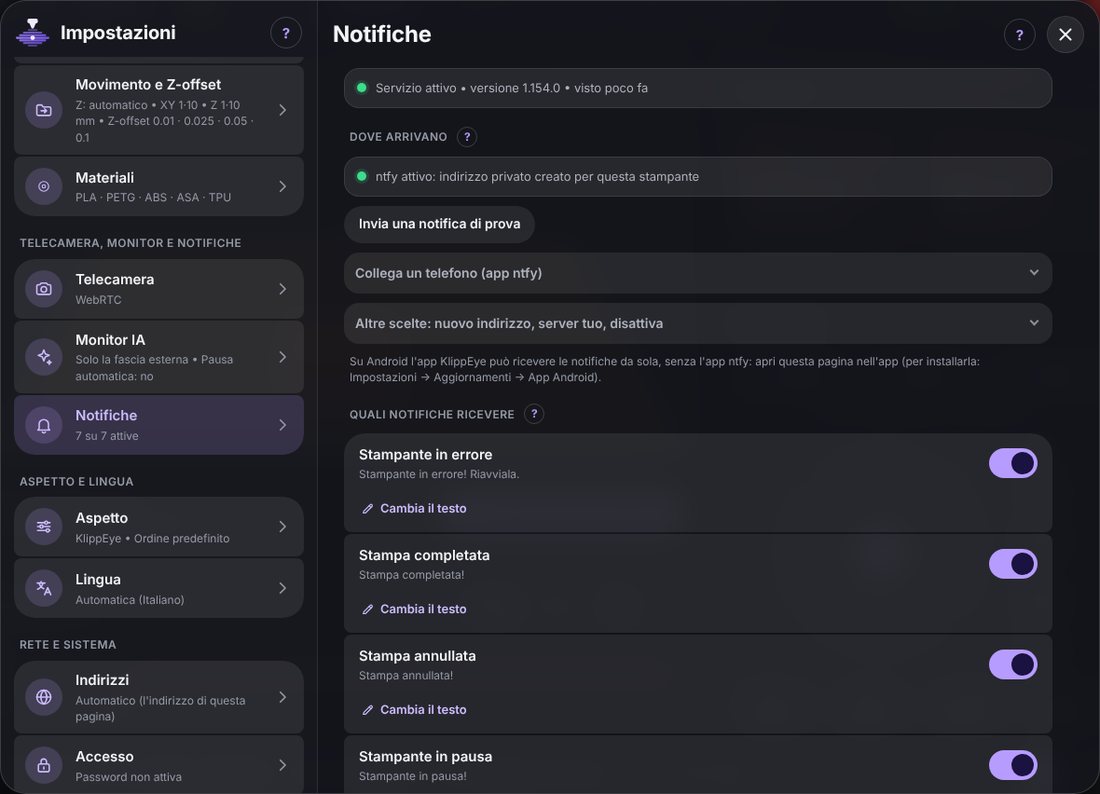 Impostazioni
?
Movimento e Z-offset
Z: automatico • XY 1-10 • Z 1-10
mm • Z-offset 0.01 · 0.025 · 0.05 ·
0.1
Materiali
PLA · PETG · ABS · ASA · TPU
TELECAMERA, MONITOR E NOTIFICHE
Telecamera
WebRTC
Monitor IA
Solo la fascia esterna • Pausa
automatica: no
Notifiche
7 su 7 attive
ASPETTO E LINGUA
Aspetto
KlippEye • Ordine predefinito
Lingua
Automatica (Italiano)
RETE E SISTEMA
Indirizzi
Automatico (l'indirizzo di questa
pagina)
Accesso
Password non attiva
Notifiche
?
Servizio attivo • versione 1.154.0 • visto poco fa
DOVE ARRIVANO ?
ntfy attivo: indirizzo privato creato per questa stampante
Invia una notifica di prova
Collega un telefono (app ntfy)
Altre scelte: nuovo indirizzo, server tuo, disattiva
Su Android l'app KlippEye può ricevere le notifiche da sola, senza l'app ntfy: apri questa pagina nell'app (per installarla:
Impostazioni → Aggiornamenti → App Android).
QUALI NOTIFICHE RICEVERE ?
Stampante in errore
Stampante in errore! Riavviala.
Cambia il testo
Stampa completata
Stampa completata!
Cambia il testo
Stampa annullata
Stampa annullata!
Cambia il testo
Stampante in pausa
Stampante in pausa!